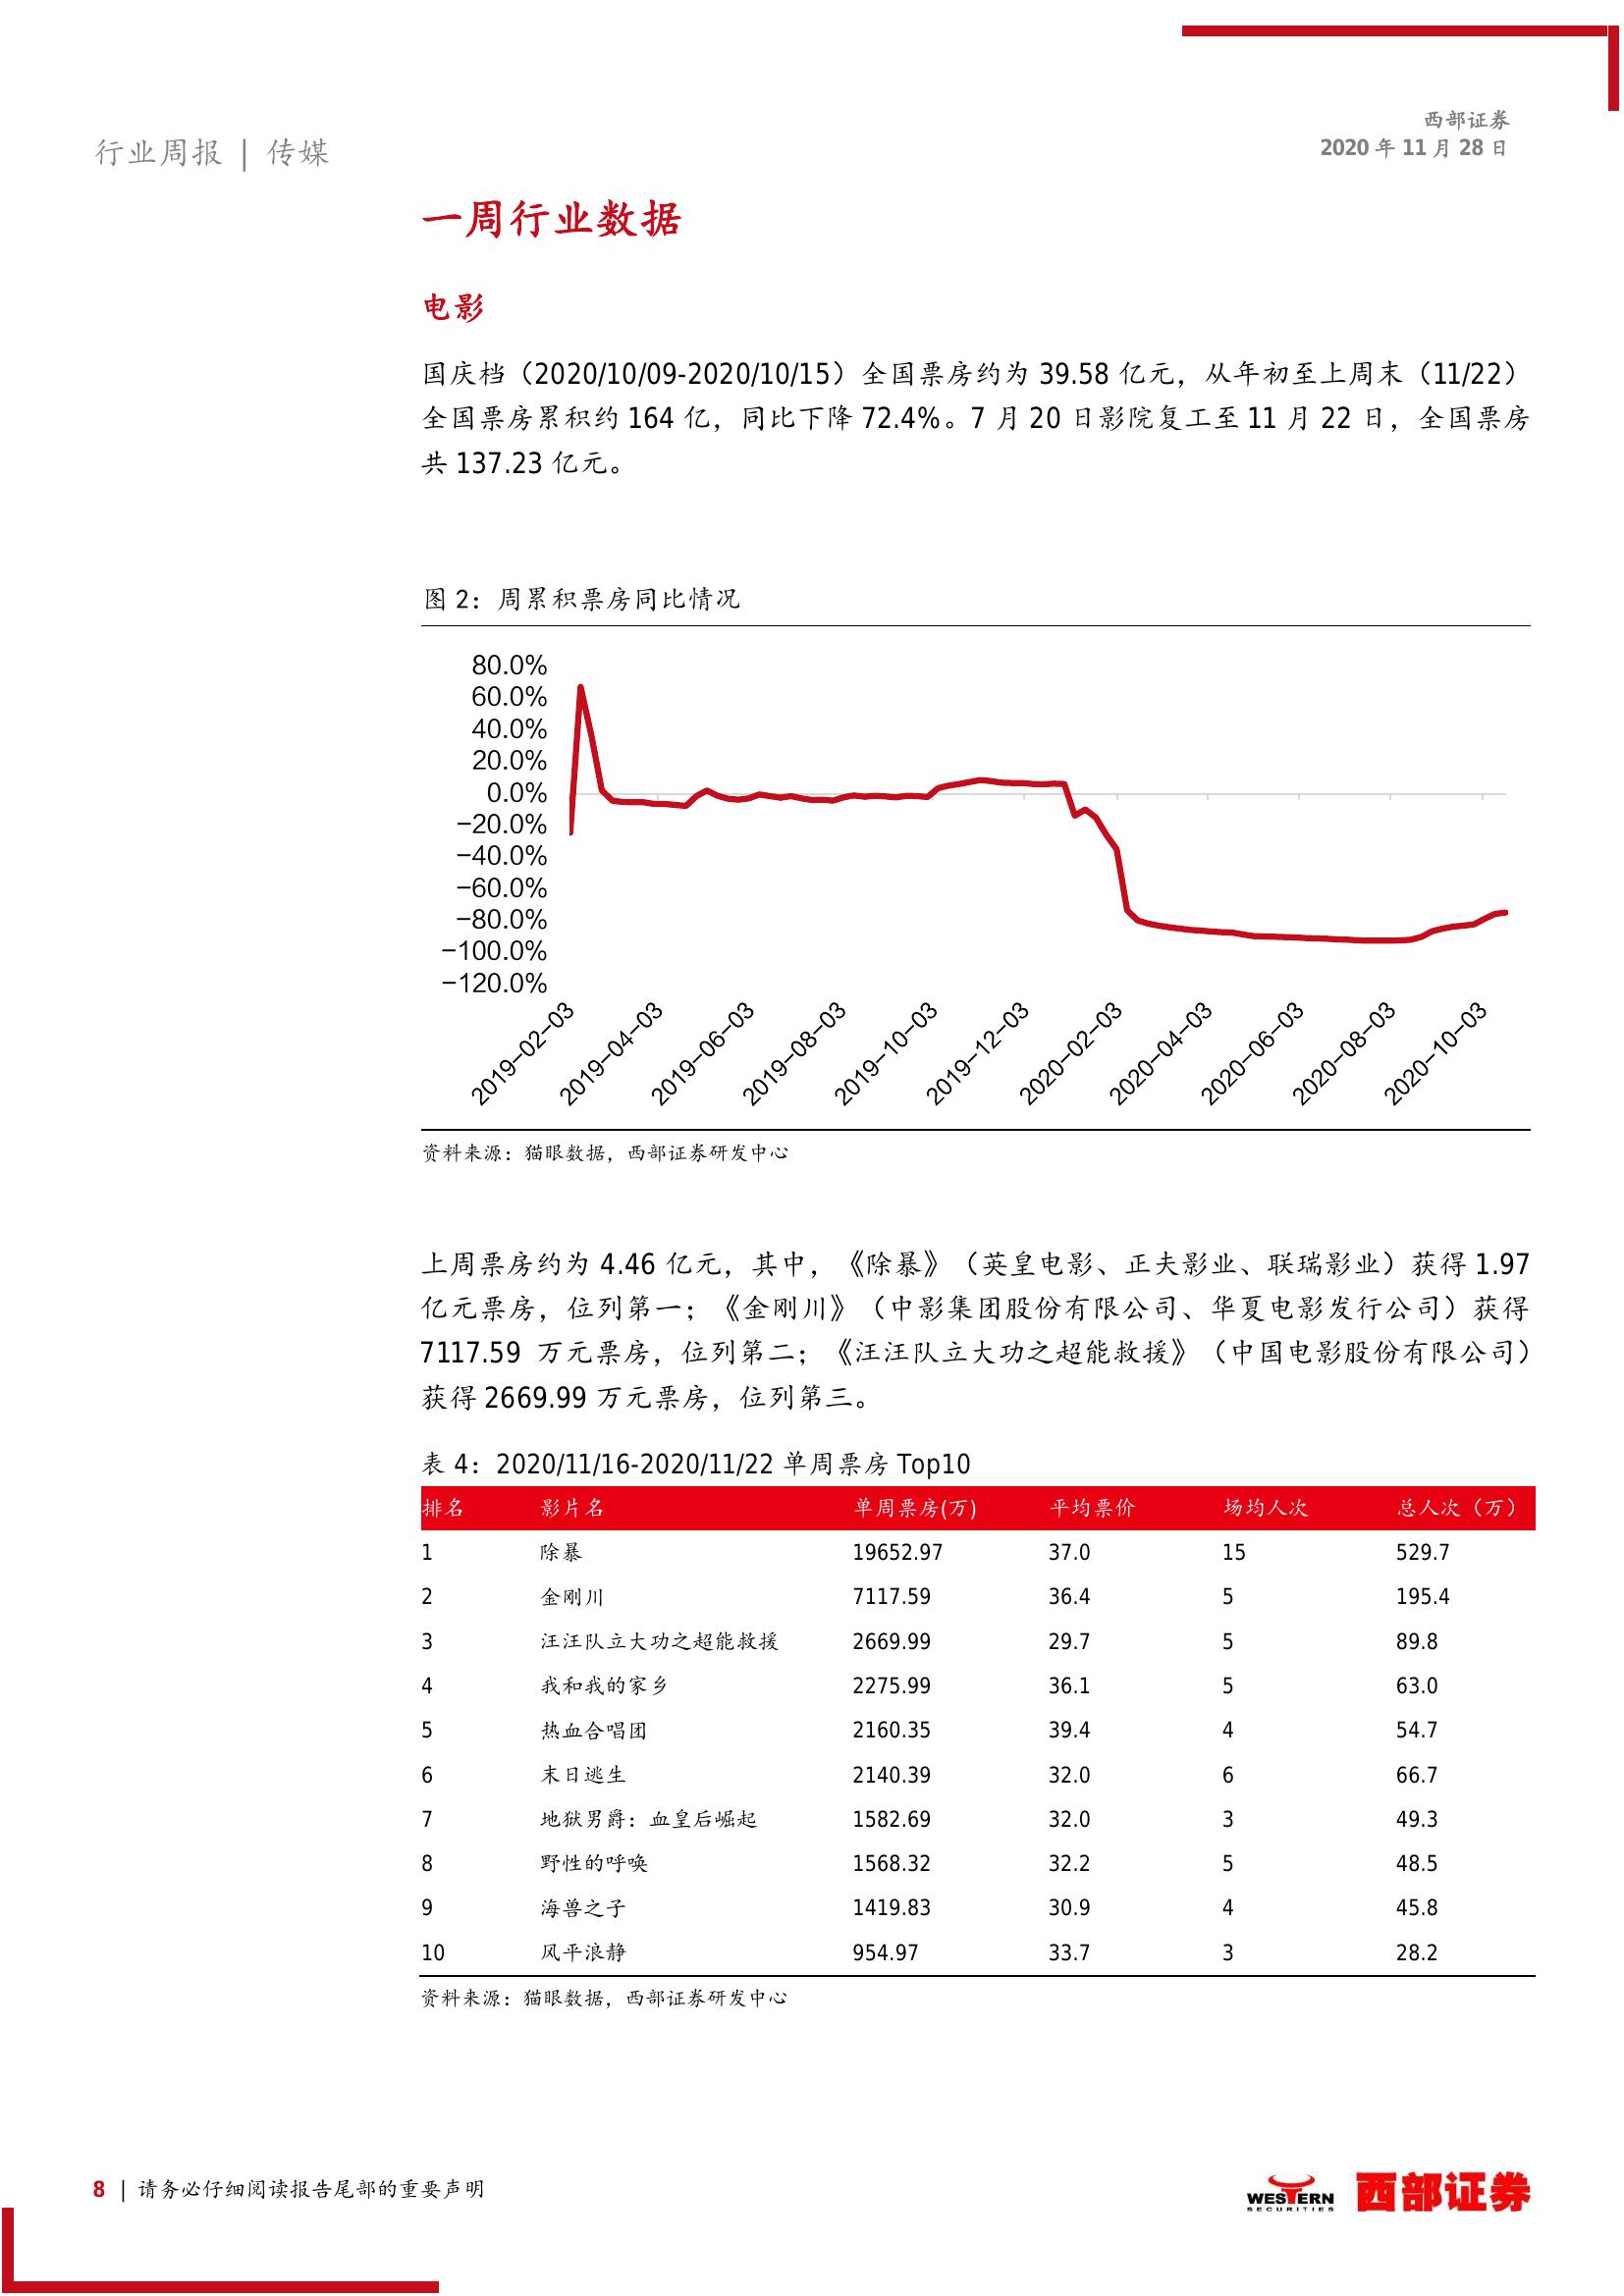 西部证券
2020 年 11 月 28 日
行业周报 | 传媒
一周行业数据
电影
国庆档（2020/10/09-2020/10/15）全国票房约为 39.58 亿元，从年初至上周末（11/22）
全国票房累积约 164 亿，同比下降 72.4%。7 月 20 日影院复工至 11 月 22 日，全国票房
共 137.23 亿元。
图 2：周累积票房同比情况
80.0%
60.0%
40.0%
20.0%
0.0%
−20.0%
−40.0%
−60.0%
−80.0%
−100.0%
−120.0%
2019−02−03
2019−04−03
2019−06−03
2019−08−03
2019−10−03
2019−12−03
2020−02−03
2020−04−03
2020−06−03
2020−08−03
2020−10−03
资料来源：猫眼数据，西部证券研发中心
上周票房约为 4.46 亿元，其中，《除暴》（英皇电影、正夫影业、联瑞影业）获得 1.97
亿元票房，位列第一；《金刚川》（中影集团股份有限公司、华夏电影发行公司）获得
7117.59 万元票房，位列第二；《汪汪队立大功之超能救援》（中国电影股份有限公司）
获得 2669.99 万元票房，位列第三。
表 4：2020/11/16-2020/11/22 单周票房 Top10
排名 影片名 单周票房(万) 平均票价 场均人次 总人次（万）
1 除暴 19652.97 37.0 15 529.7
2 金刚川 7117.59 36.4 5 195.4
3 汪汪队立大功之超能救援 2669.99 29.7 5 89.8
4 我和我的家乡 2275.99 36.1 5 63.0
5 热血合唱团 2160.35 39.4 4 54.7
6 末日逃生 2140.39 32.0 6 66.7
7 地狱男爵：血皇后崛起 1582.69 32.0 3 49.3
8 野性的呼唤 1568.32 32.2 5 48.5
9 海兽之子 1419.83 30.9 4 45.8
10 风平浪静 954.97 33.7 3 28.2
资料来源：猫眼数据，西部证券研发中心
8 | 请务必仔细阅读报告尾部的重要声明
WESTERN
SECURITIES
西部证券